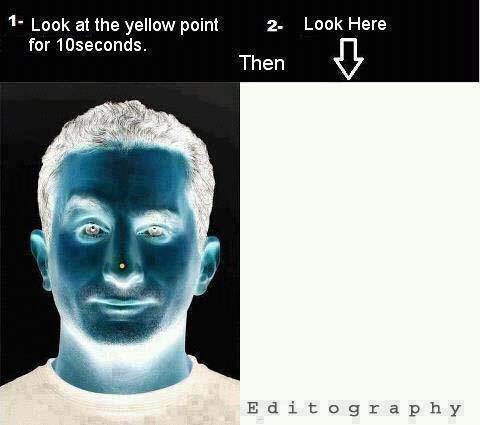 1- Look at the yellow point
for 10seconds.
Then
2- Look Here
Editography